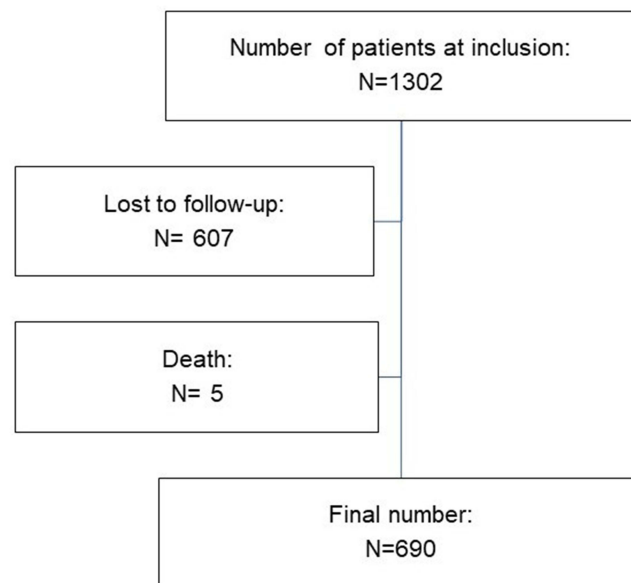 Number of patients at inclusion:
N=1302
Lost to follow-up:
N= 607
Death:
N= 5
Final number:
N=690